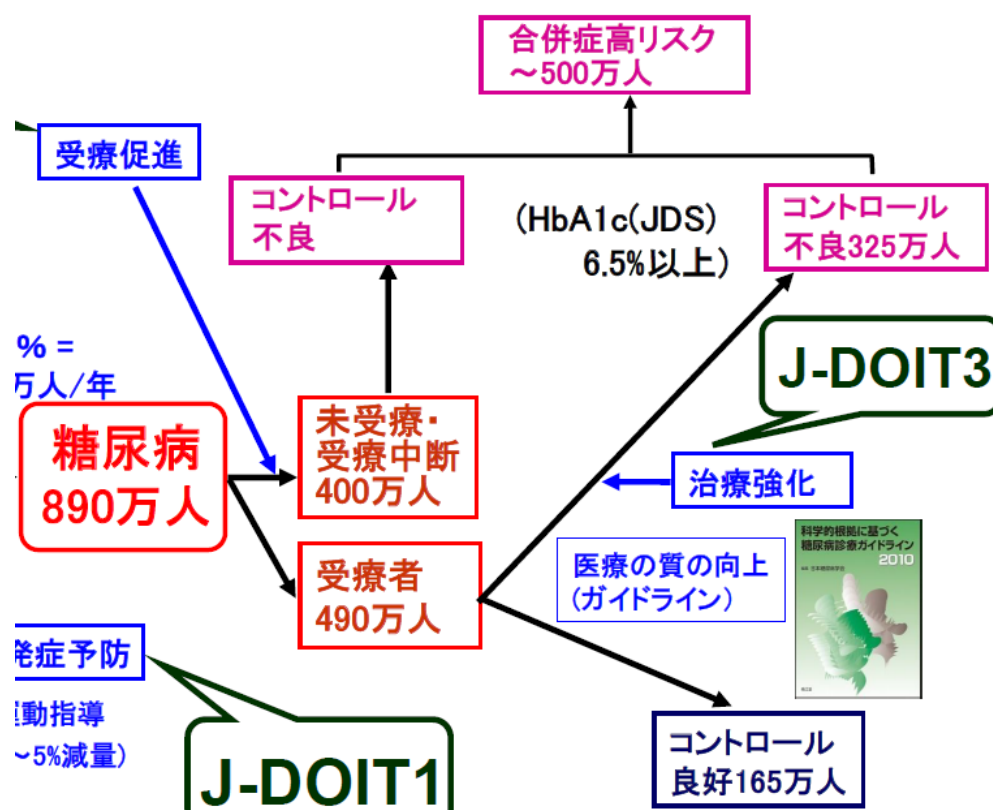 合併症高リスク
～500万人
受療促進
コントロール
不良
(HbA1c(JDS)
6.5%以上)
コントロール
不良325万人
% =
万人/年
J-DOIT3
糖尿病
890万人
未受療・
受療中断
400万人
治療強化
科学的根拠に基づく
糖尿病診療ガイドライン
2010
医療の質の向上
(ガイドライン)
受療者
490万人
発症予防
運動指導
～5%減量)
J-DOIT1
コントロール
良好165万人